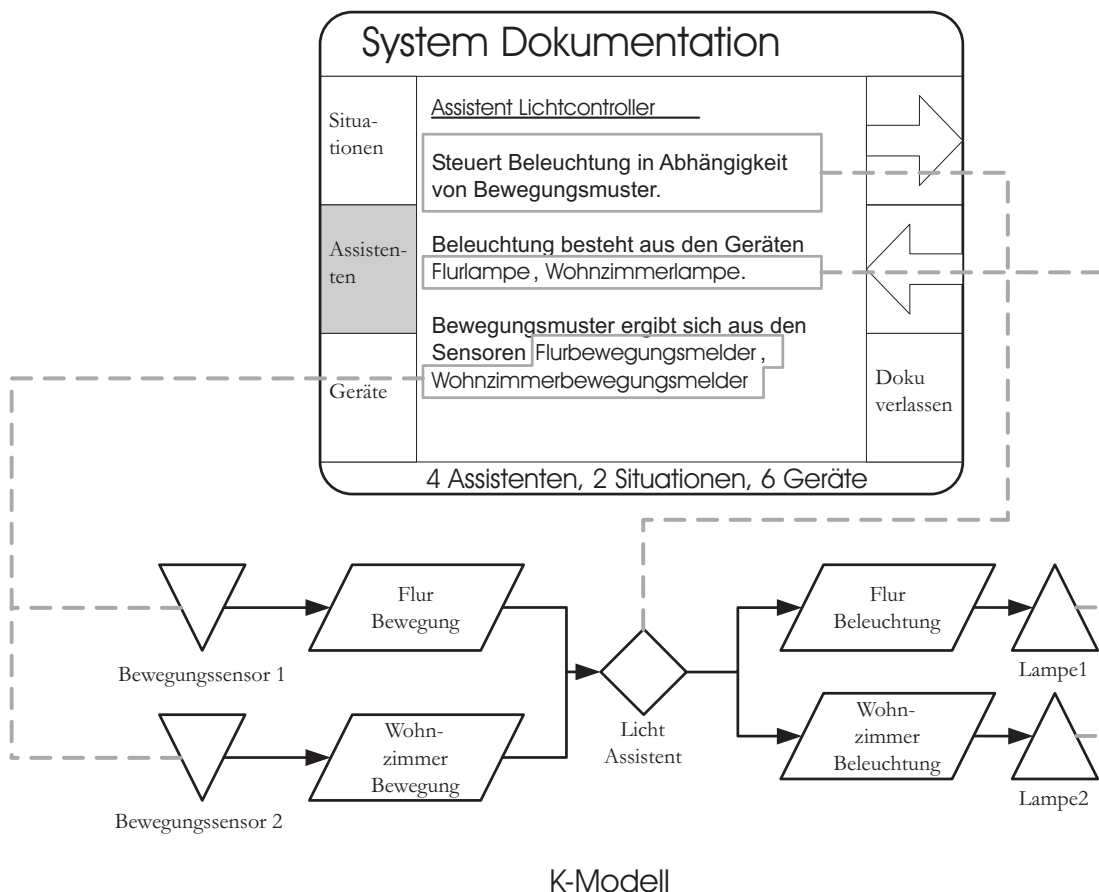 System Dokumentation
Situa-
tionen
Assisten-
ten
Geräte
Assistent Lichtcontroller
Steuert Beleuchtung in Abhängigkeit
von Bewegungsmuster.
Beleuchtung besteht aus den Geräten
Flurlampe , Wohnzimmerlampe.
Bewegungsmuster ergibt sich aus den
Sensoren Flurbewegungsmelder ,
Wohnzimmerbewegungsmelder
Doku
verlassen
4 Assistenten, 2 Situationen, 6 Geräte
Bewegungssensor 1
Flur
Bewegung
Flur
Beleuchtung
Lampe1
Bewegungssensor 2
Wohn-
zimmer
Bewegung
Licht
Assistent
Wohn-
zimmer
Beleuchtung
Lampe2
K-Modell